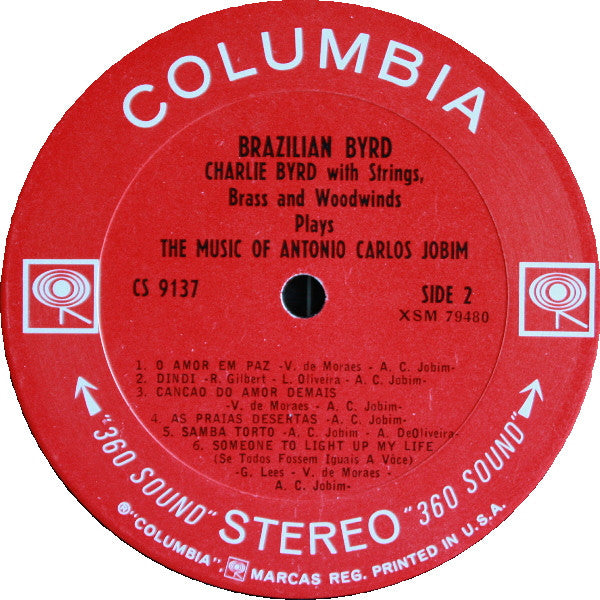 COLUMBIA
BRAZILIAN BYRD
CHARLIE BYRD with Strings,
Brass and Woodwinds
Plays
THE MUSIC OF ANTONIO CARLOS JOBIM
CS 9137
SIDE 2
XSM 79480
1. O AMOR EM PAZ -V. de Moraes - A. C. Jobim-
2. DINDI -R. Gilbert - L. Oliveira - A. C. Jobim-
3. CANCAO DO AMOR DEMAIS
-V. de Moraes - A. C. Jobim-
4. AS PRAIAS DESERTAS -A. C. Jobim-
5. SAMBA TORTO -A. C. Jobim - A. DeOliveira-
6. SOMEONE TO LIGHT UP MY LIFE
(Se Todos Fossem Iguais A Vôce)
-G. Lees - V. de Moraes -
A. C. Jobim-
"360 SOUND" STEREO "360 SOUND"
®"COLUMBIA", MARCAS REG. PRINTED IN U.S.A.